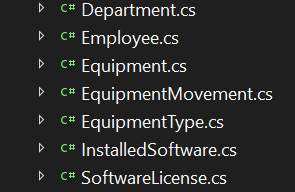 C# Department.cs
C# Employee.cs
C# Equipment.cs
C# EquipmentMovement.cs
C# EquipmentType.cs
C# InstalledSoftware.cs
C# SoftwareLicense.cs